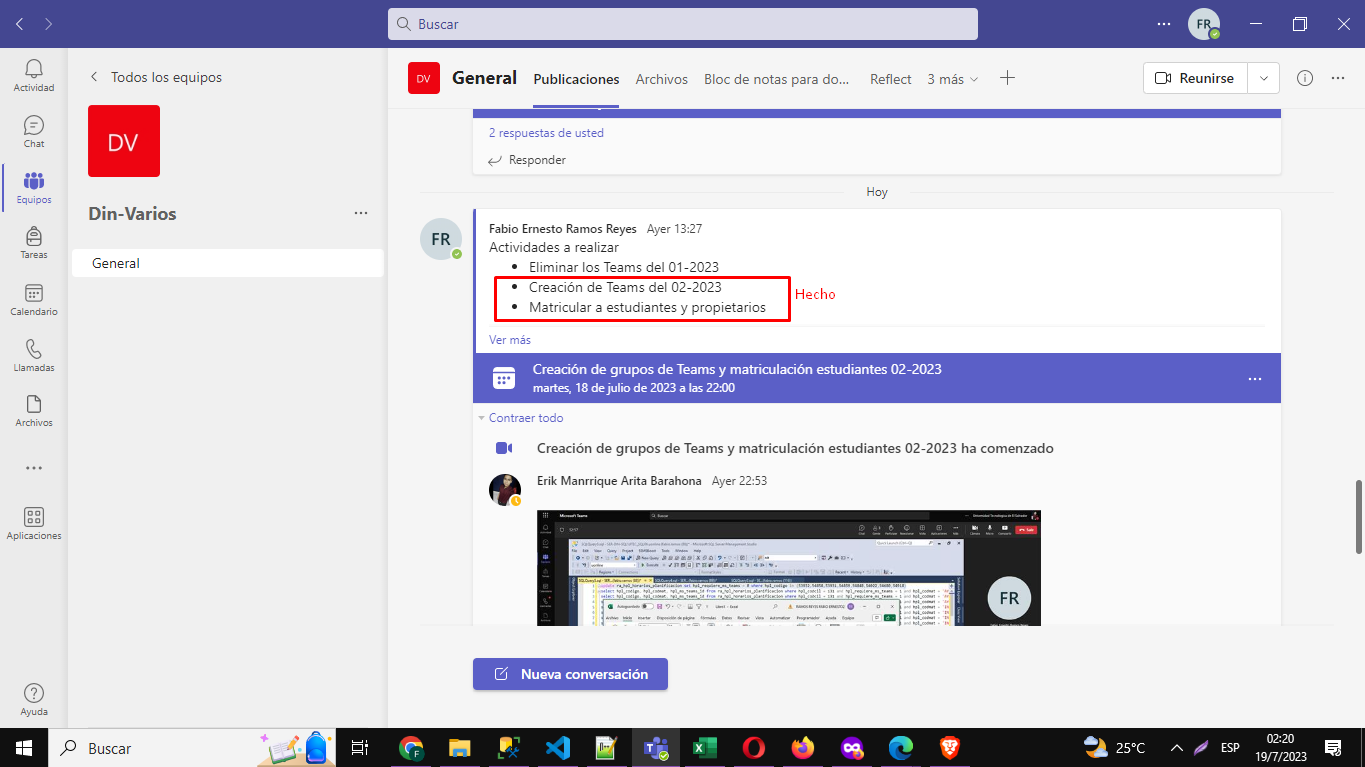 Buscar
FR
Actividad
Chat
Equipos
Tareas
Calendario
Llamadas
Archivos
Aplicaciones
Ayuda
Todos los equipos
DV
Din-Varios
General
DV General Publicaciones Archivos Bloc de notas para do... Reflect 3 más
Reunirse
2 respuestas de usted
Responder
Hoy
FR
Fabio Ernesto Ramos Reyes Ayer 13:27
Actividades a realizar
Eliminar los Teams del 01-2023
Creación de Teams del 02-2023
Hecho
Matricular a estudiantes y propietarios
Ver más
Creación de grupos de Teams y matriculación estudiantes 02-2023
martes, 18 de julio de 2023 a las 22:00
Contraer todo
Creación de grupos de Teams y matriculación estudiantes 02-2023 ha comenzado
Erik Manrrique Arita Barahona Ayer 22:53
Microsoft Teams
Buscar
FR
Nueva conversación
Buscar
25°C
ESP
02:20
19/7/2023